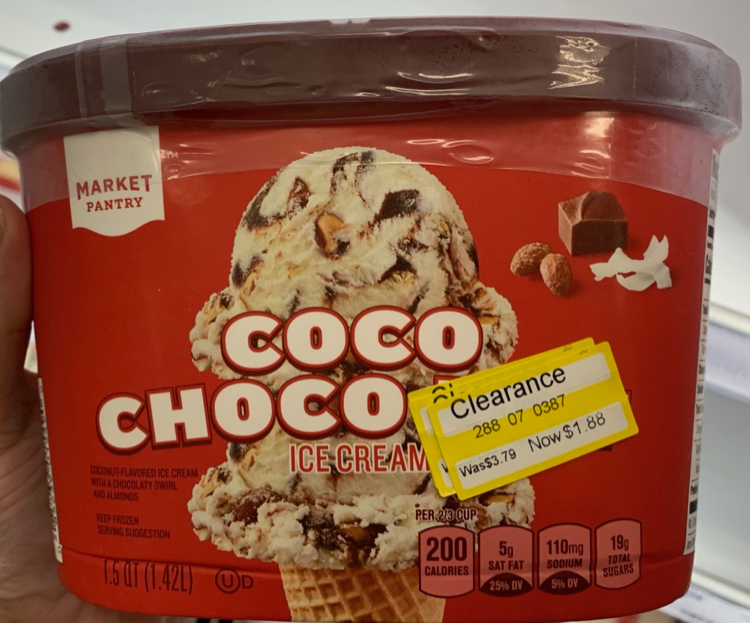 MARKET
PANTRY
COCO
CHOCO
ICE CREAM
Clearance
288 07 0387
Was$3.79 Now$1.88
COCONUT-FLAVORED ICE CREAM
WITH A CHOCOLATY SWIRL
AND ALMONDS
KEEP FROZEN
SERVING SUGGESTION
1.5 QT (1.42L)
U D
PER 2/3 CUP
200
CALORIES
5g
SAT FAT
25% DV
110mg
SODIUM
5% DV
19g
TOTAL
SUGARS